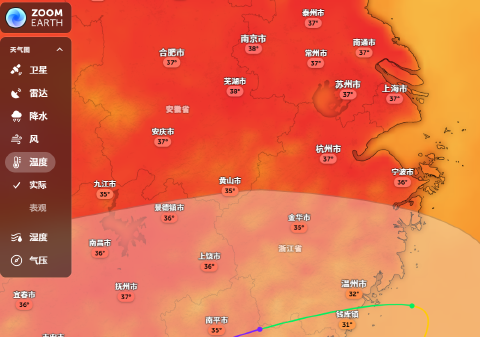 ZOOM
EARTH
天气图
卫星
雷达
降水
风
温度
实际
表观
湿度
气压
泰州市
37°
南京市
38°
南通市
37°
合肥市
37°
常州市
37°
芜湖市
38°
苏州市
37°
上海市
37°
安徽省
安庆市
37°
杭州市
37°
宁波市
36°
九江市
35°
黄山市
35°
景德镇市
36°
金华市
35°
南昌市
36°
浙江省
上饶市
36°
抚州市
37°
温州市
32°
宜春市
36°
钱库镇
31°
南平市
35°